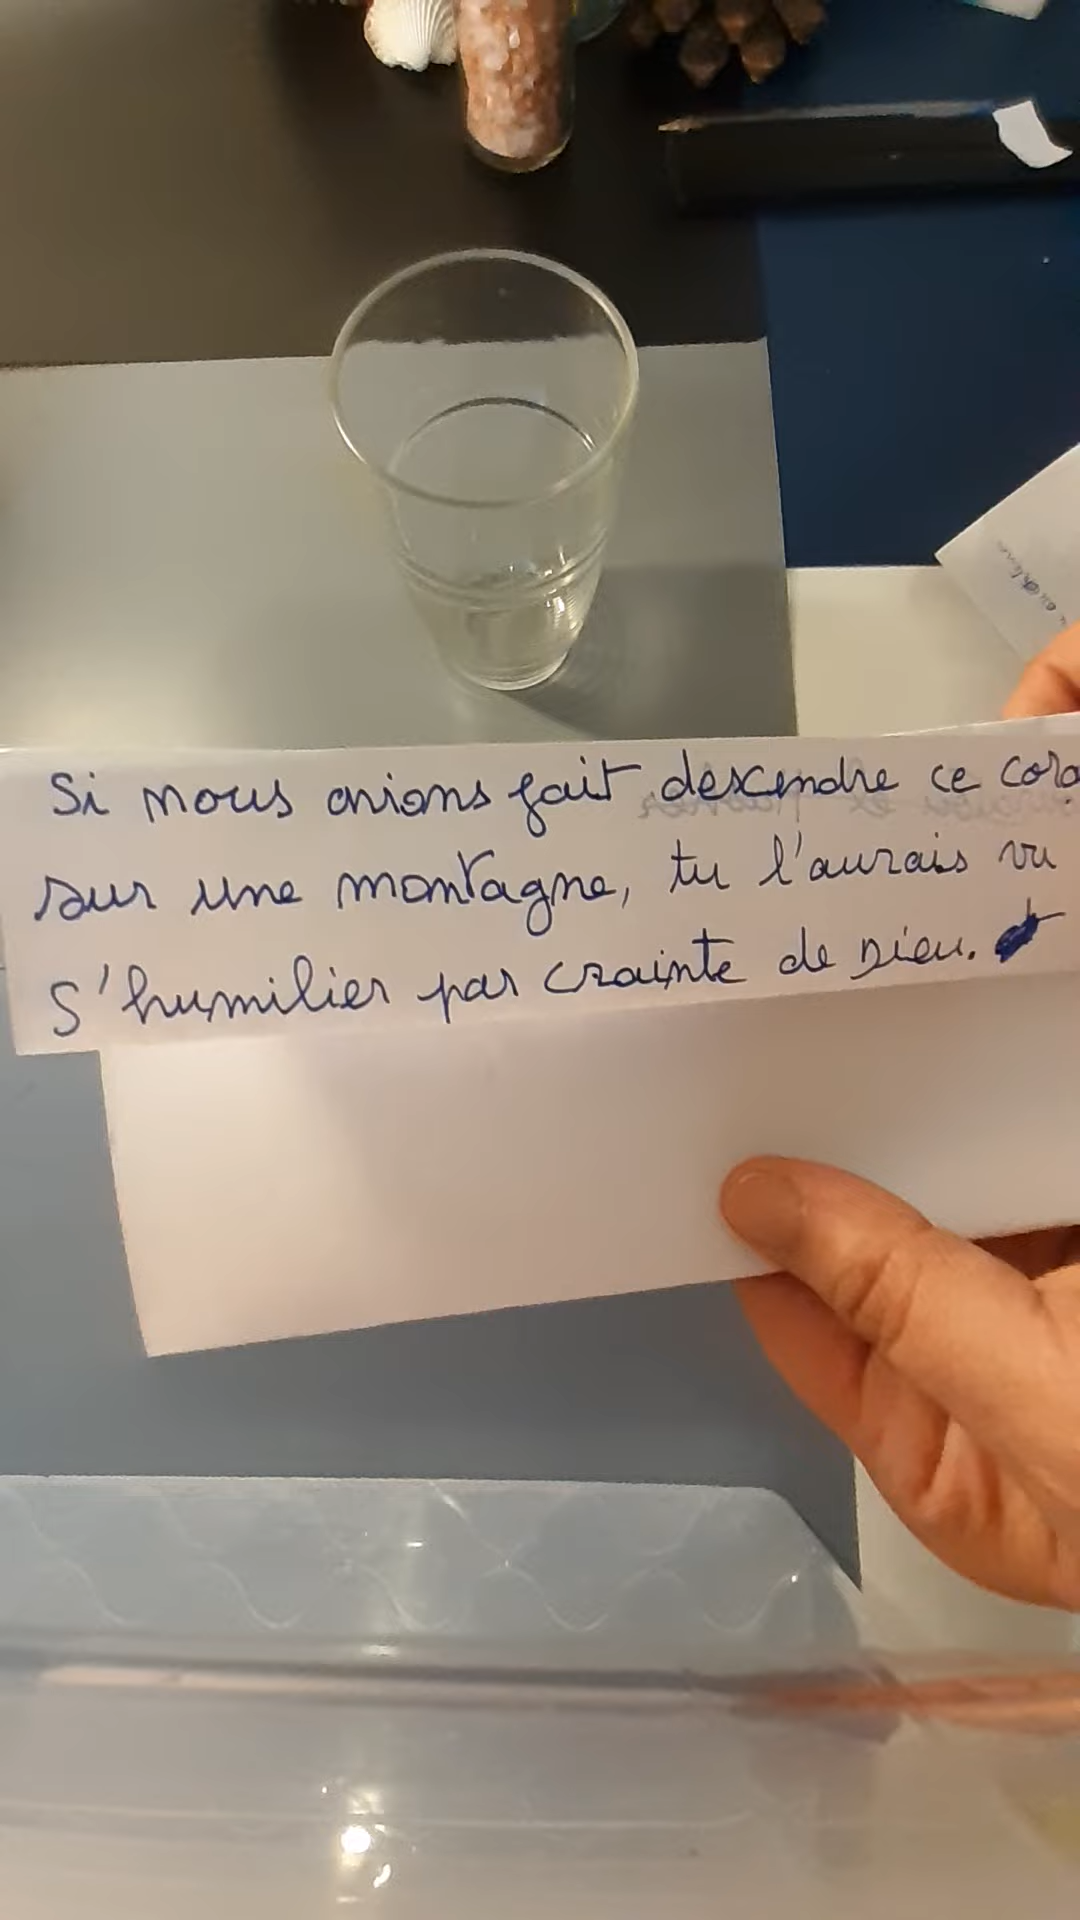 Si nous avions fait descendre ce cora
sur une montagne, tu l'aurais vu
s'humilier par crainte de Dieu.